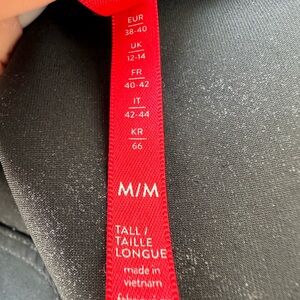 EUR
38-40
UK
12-14
FR
40-42
IT
42-44
KR
66
M/M
TALL /
TAILLE
LONGUE
made in
vietnam